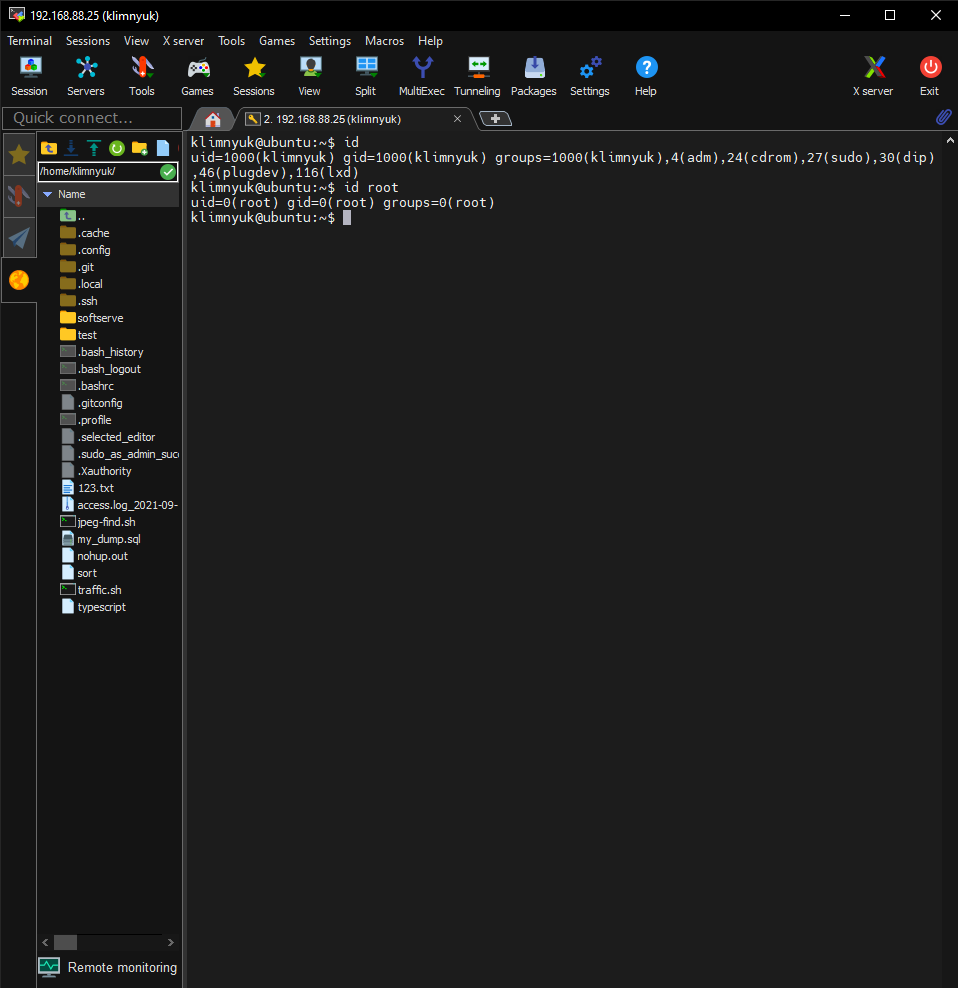 192.168.88.25 (klimnyuk)
Terminal Sessions View X server Tools Games Settings Macros Help
Session Servers Tools Games Sessions View Split MultiExec Tunneling Packages Settings Help X server Exit
Quick connect...
2. 192.168.88.25 (klimnyuk)
/home/klimnyuk/
Name
..
.cache
.config
.git
.local
.ssh
softserve
test
.bash_history
.bash_logout
.bashrc
.gitconfig
.profile
.selected_editor
.sudo_as_admin_succ
.Xauthority
123.txt
access.log_2021-09-
jpeg-find.sh
my_dump.sql
nohup.out
sort
traffic.sh
typescript
Remote monitoring
klimnyuk@ubuntu:~$ id
uid=1000(klimnyuk) gid=1000(klimnyuk) groups=1000(klimnyuk),4(adm),24(cdrom),27(sudo),30(dip)
,46(plugdev),116(lxd)
klimnyuk@ubuntu:~$ id root
uid=0(root) gid=0(root) groups=0(root)
klimnyuk@ubuntu:~$